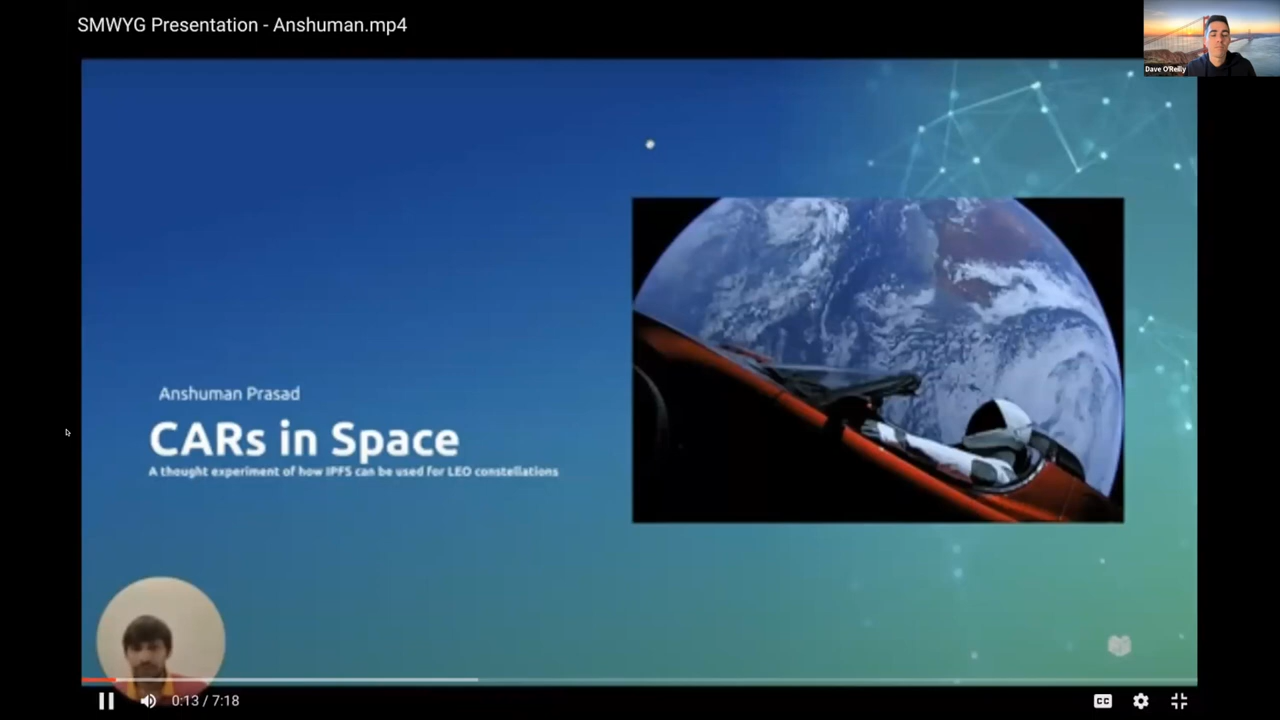 SMWYG Presentation - Anshuman.mp4
Dave O'Reilly
Anshuman Prasad
CARs in Space
A thought experiment of how IPFS can be used for LEO constellations
0:13 / 7:18
CC